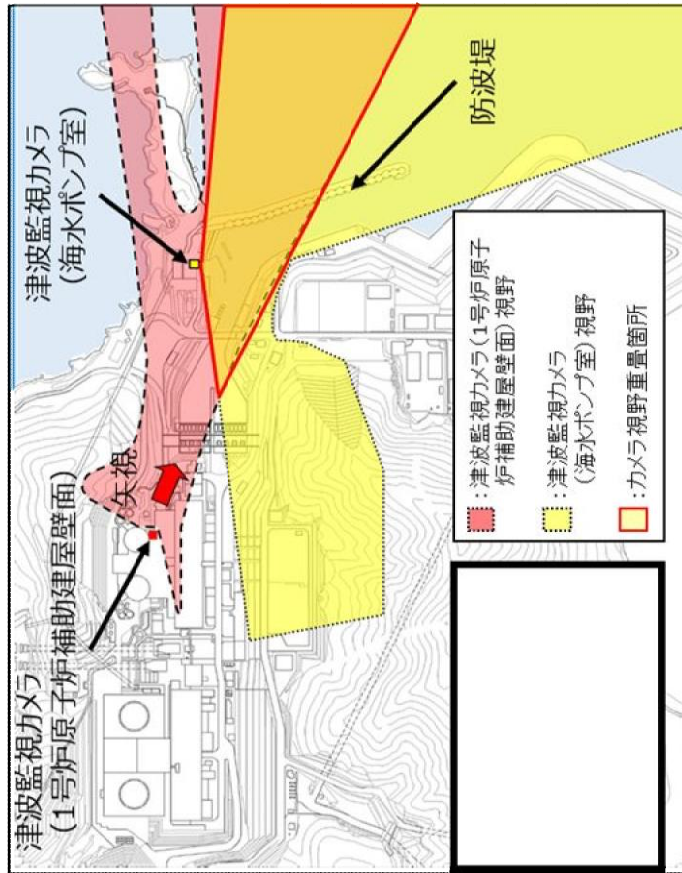 津波監視カメラ
(1号炉原子炉補助建屋壁面)
矢視
津波監視カメラ
(海水ポンプ室)
防波堤
:津波監視カメラ(1号炉原子
炉補助建屋壁面)視野
:津波監視カメラ
(海水ポンプ室)視野
:カメラ視野重畳箇所